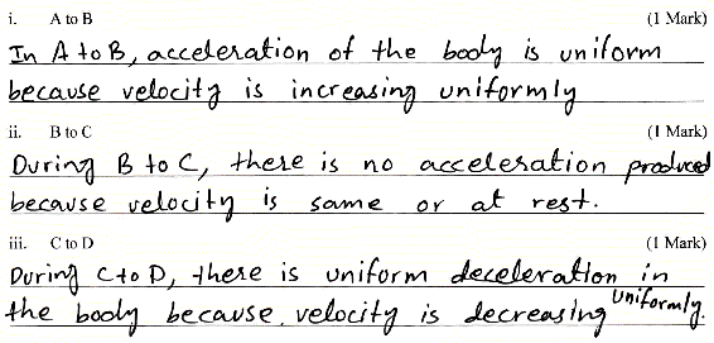 i. A to B (1 Mark)
In A to B, acceleration of the body is uniform
because velocity is increasing uniformly
ii. B to C (1 Mark)
During B to C, there is no acceleration produced
because velocity is same or at rest.
iii. C to D (1 Mark)
During C to D, there is uniform deceleration in
the body because velocity is decreasing uniformly.